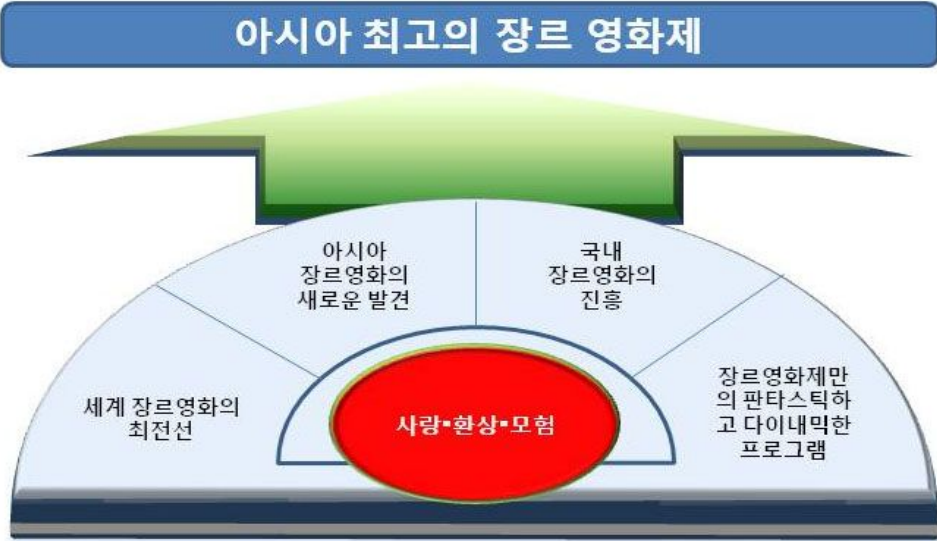 아시아 최고의 장르 영화제
아시아
장르영화의
새로운 발견
국내
장르영화의
진흥
세계 장르영화의
최전선
사랑▪환상▪모험
장르영화제만
의 판타스틱하
고 다이내믹한
프로그램